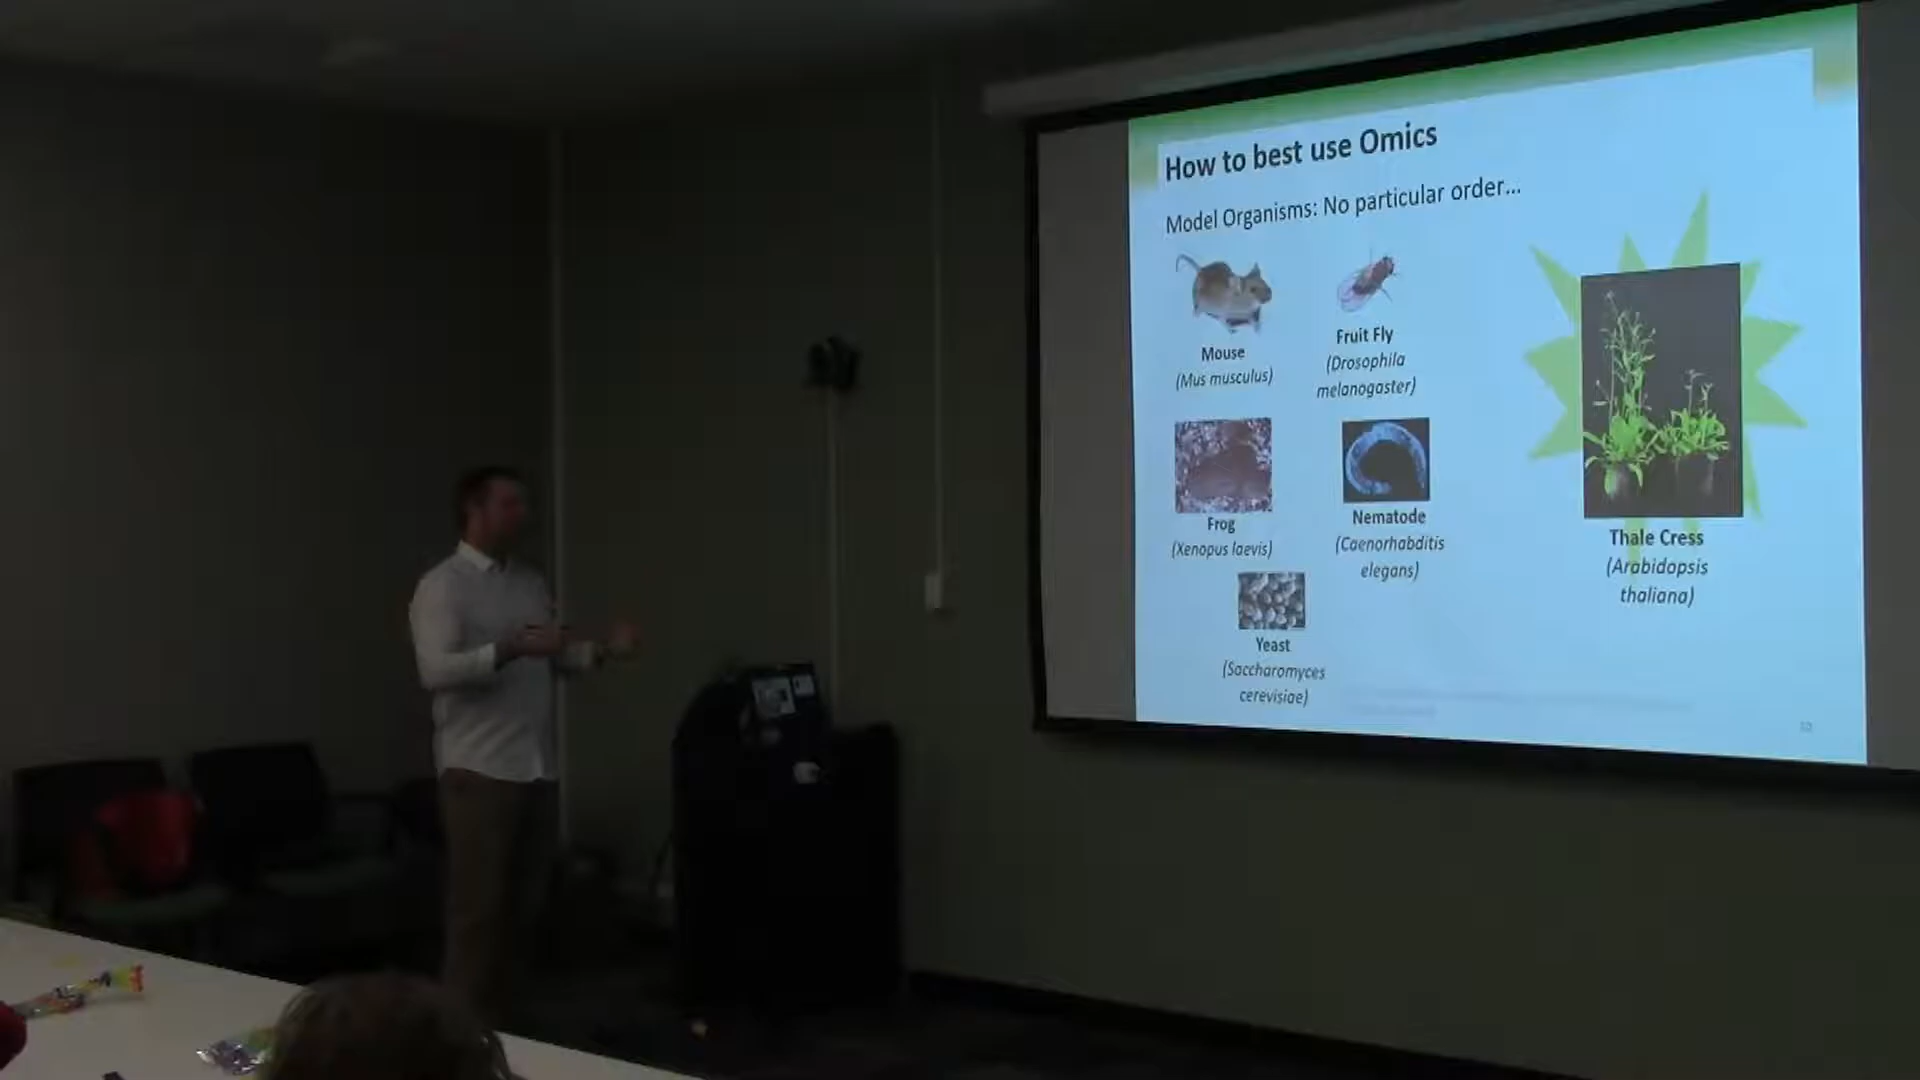 How to best use Omics
Model Organisms: No particular order...
Mouse
(Mus musculus)
Fruit Fly
(Drosophila
melanogaster)
Frog
(Xenopus laevis)
Nematode
(Caenorhabditis
elegans)
Yeast
(Saccharomyces
cerevisiae)
Thale Cress
(Arabidopsis
thaliana)